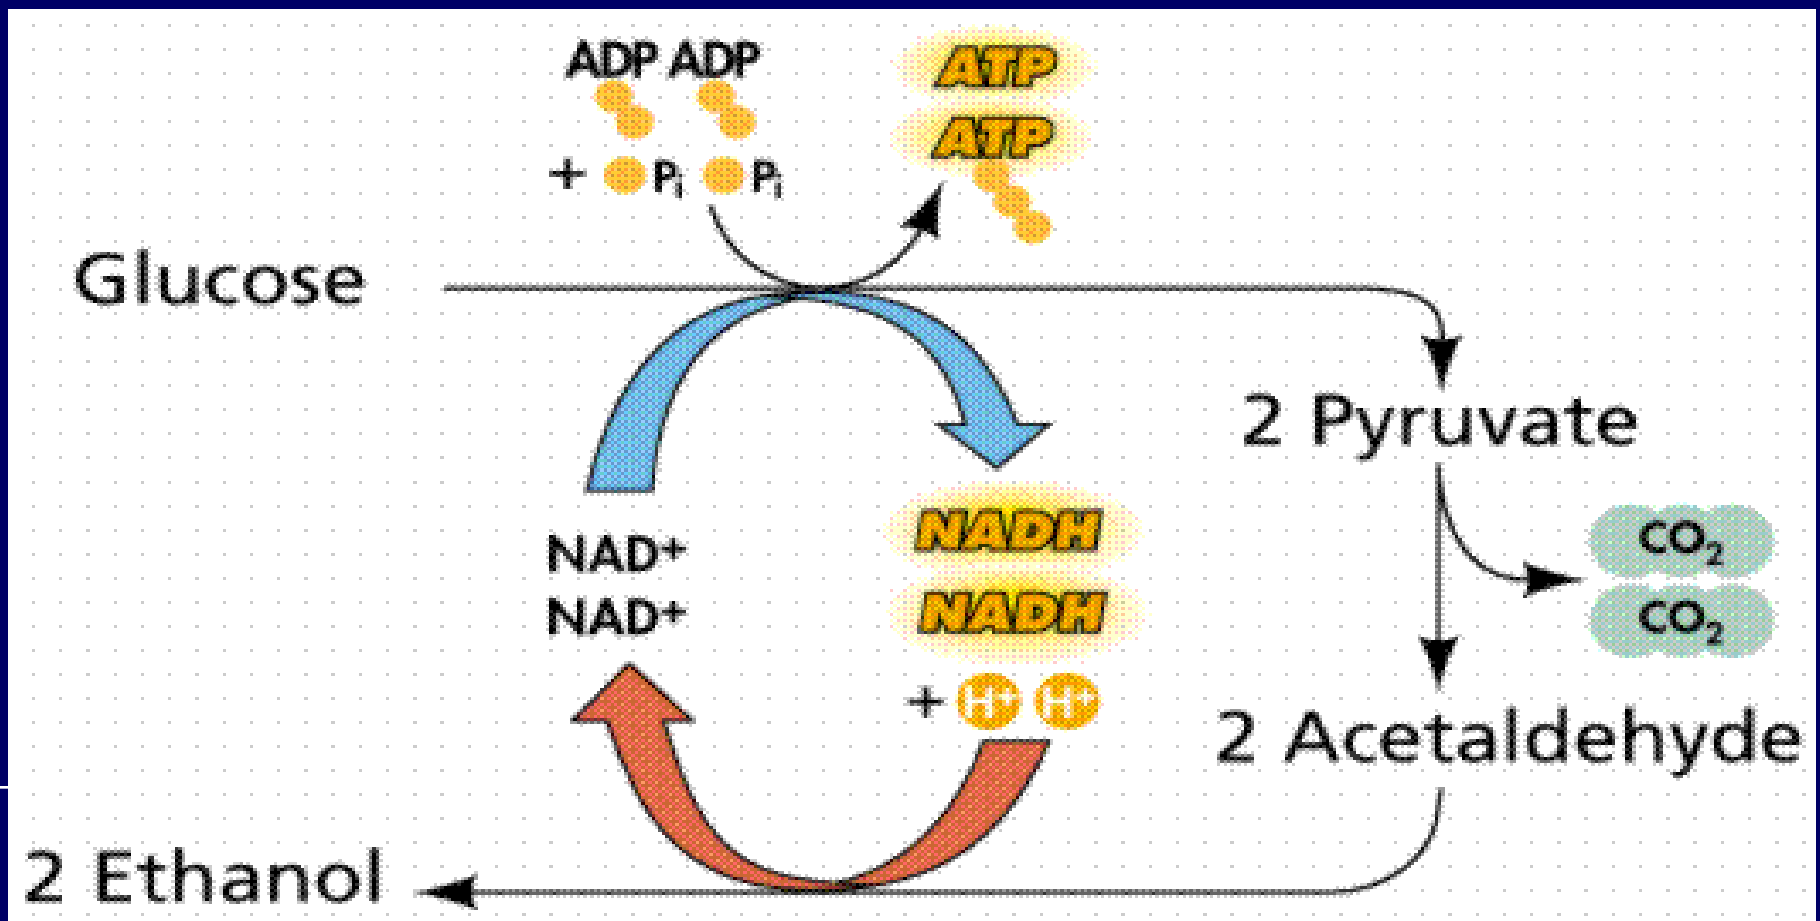 ADP ADP
ATP
ATP
+ Pi Pi
Glucose
2 Pyruvate
NADH
NAD+
CO2
NADH
NAD+
CO2
+ H+ H+
2 Acetaldehyde
2 Ethanol